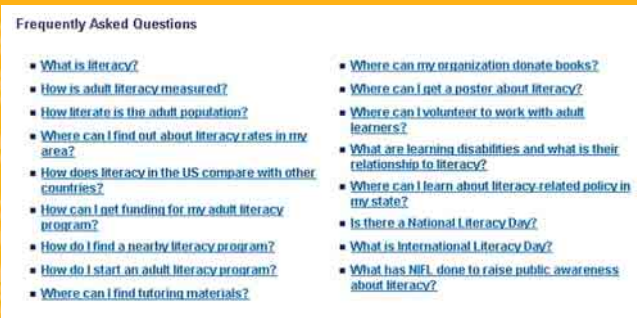 Frequently Asked Questions
What is literacy?
How is adult literacy measured?
How literate is the adult population?
Where can I find out about literacy rates in my
area?
How does literacy in the US compare with other
countries?
How can I get funding for my adult literacy
program?
How do I find a nearby literacy program?
How do I start an adult literacy program?
Where can I find tutoring materials?
Where can my organization donate books?
Where can I get a poster about literacy?
Where can I volunteer to work with adult
learners?
What are learning disabilities and what is their
relationship to literacy?
Where can I learn about literacy-related policy in
my state?
Is there a National Literacy Day?
What is International Literacy Day?
What has NIFL done to raise public awareness
about literacy?